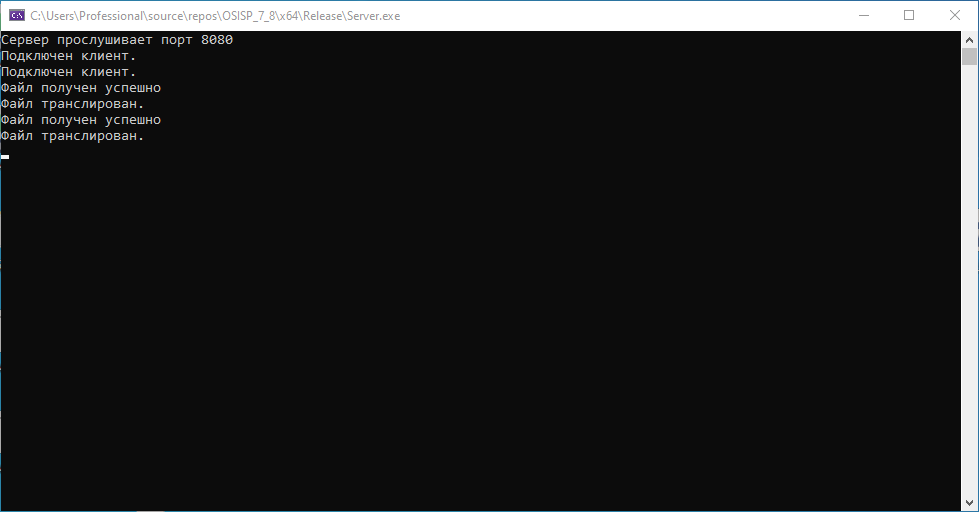 C:\Users\Professional\source\repos\OSISP_7_8\x64\Release\Server.exe
Сервер прослушивает порт 8080
Подключен клиент.
Подключен клиент.
Файл получен успешно
Файл транслирован.
Файл получен успешно
Файл транслирован.